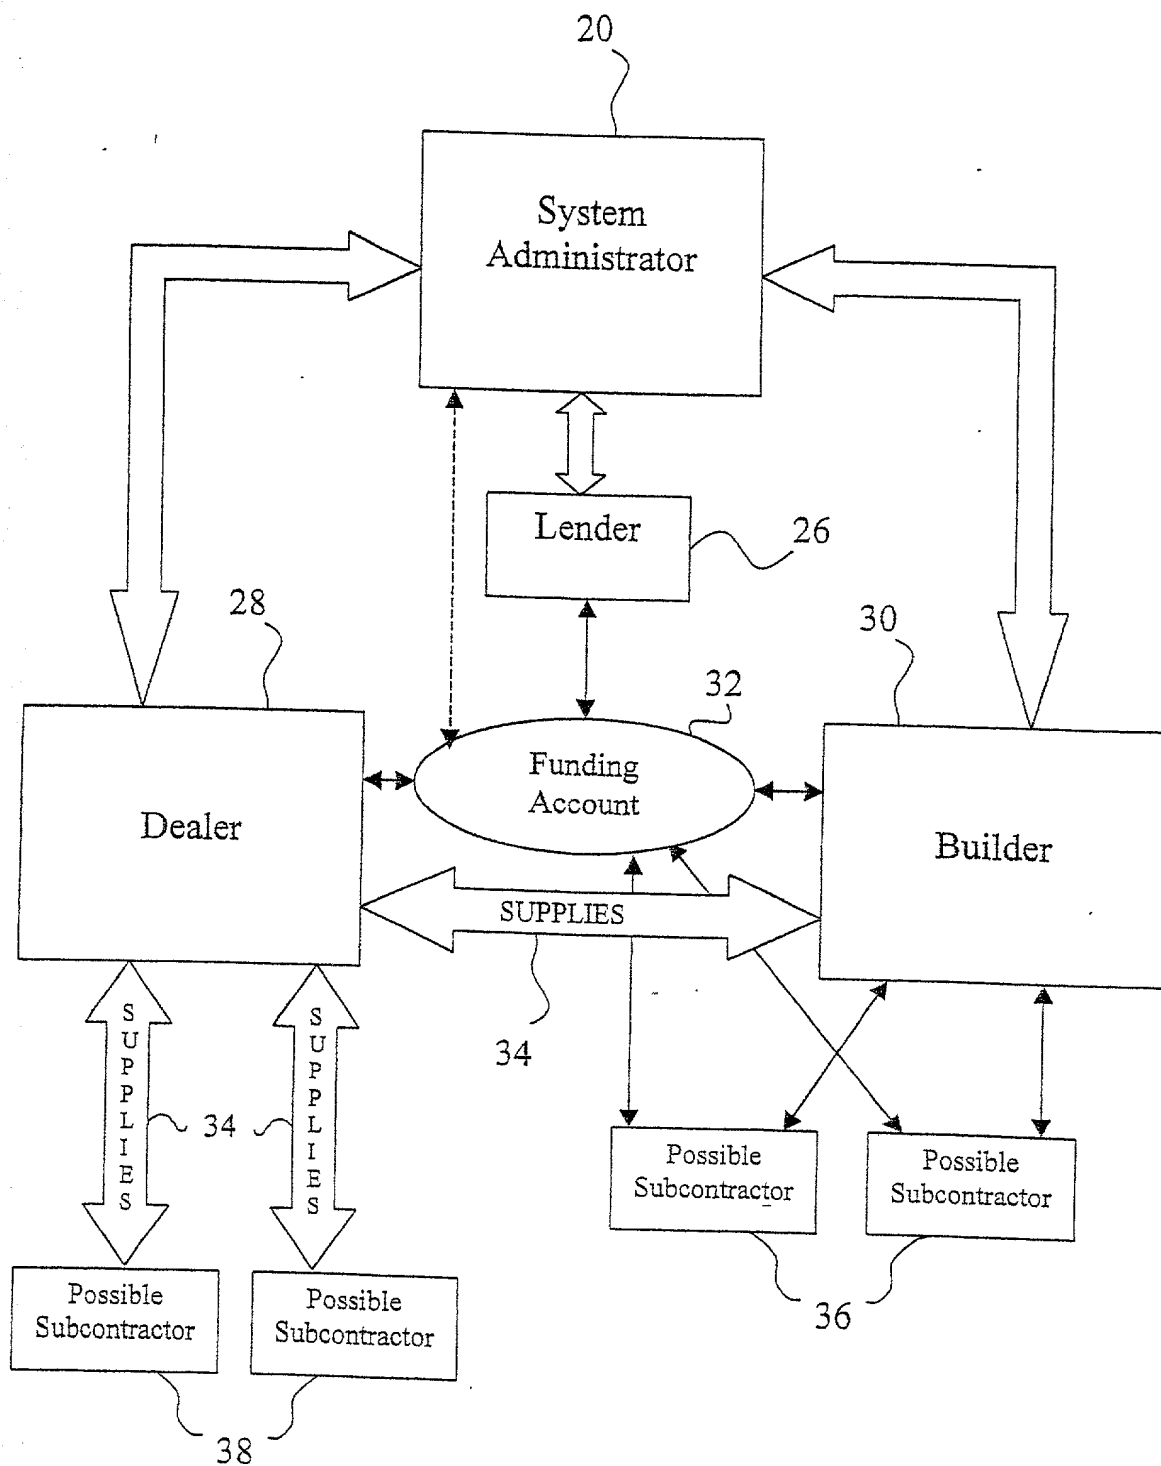 20
System
Administrator
Lender
26
28
30
32
Funding
Account
Dealer
Builder
SUPPLIES
34
SUPPLIES
SUPPLIES
34
Possible
Subcontractor
Possible
Subcontractor
36
Possible
Subcontractor
Possible
Subcontractor
38